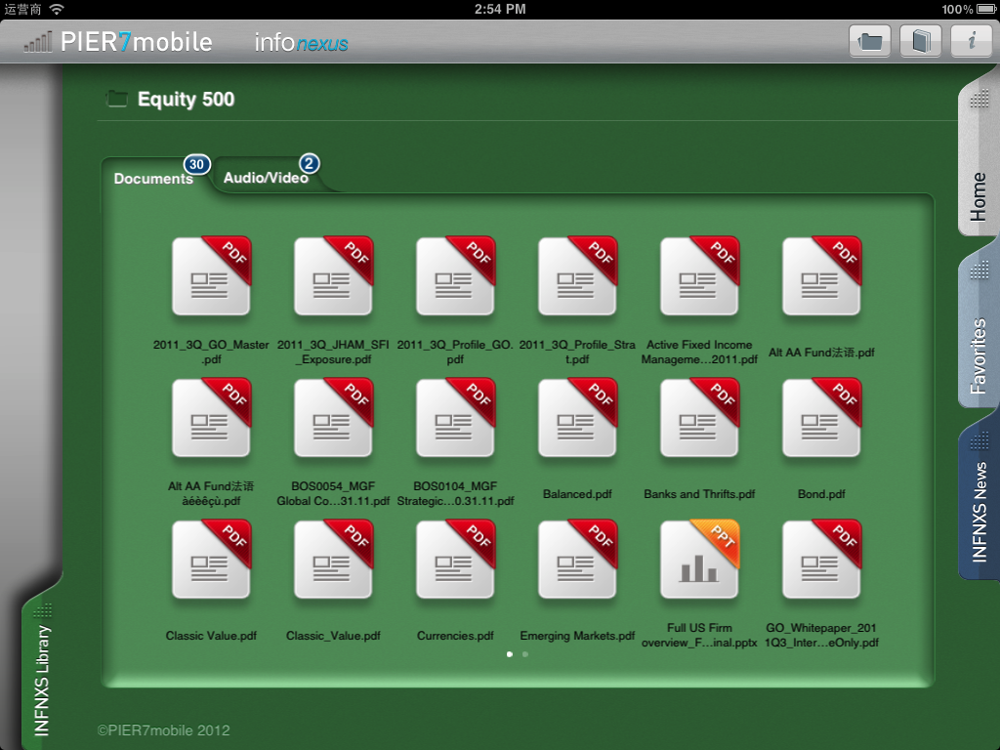 运营商 2:54 PM 100%
PIER7mobile infonexus
Equity 500
Documents 30 Audio/Video 2
Home
Favorites
INFNXS News
INFNXS Library
PDF PDF PDF PDF PDF PDF
2011_3Q_GO_Master
.pdf
2011_3Q_JHAM_SFI
_Exposure.pdf
2011_3Q_Profile_GO.
pdf
2011_3Q_Profile_Stra
t.pdf
Active Fixed Income
Manageme...2011.pdf
Alt AA Fund法语.pdf
PDF PDF PDF PDF PDF PDF
Alt AA Fund法语
àéèêçù.pdf
BOS0054_MGF
Global Co...31.11.pdf
BOS0104_MGF
Strategic...0.31.11.pdf
Balanced.pdf
Banks and Thrifts.pdf
Bond.pdf
PDF PDF PDF PDF PPT PDF
Classic Value.pdf
Classic_Value.pdf
Currencies.pdf
Emerging Markets.pdf
Full US Firm
overview_F...inal.pptx
GO_Whitepaper_201
1Q3_Inter...eOnly.pdf
©PIER7mobile 2012